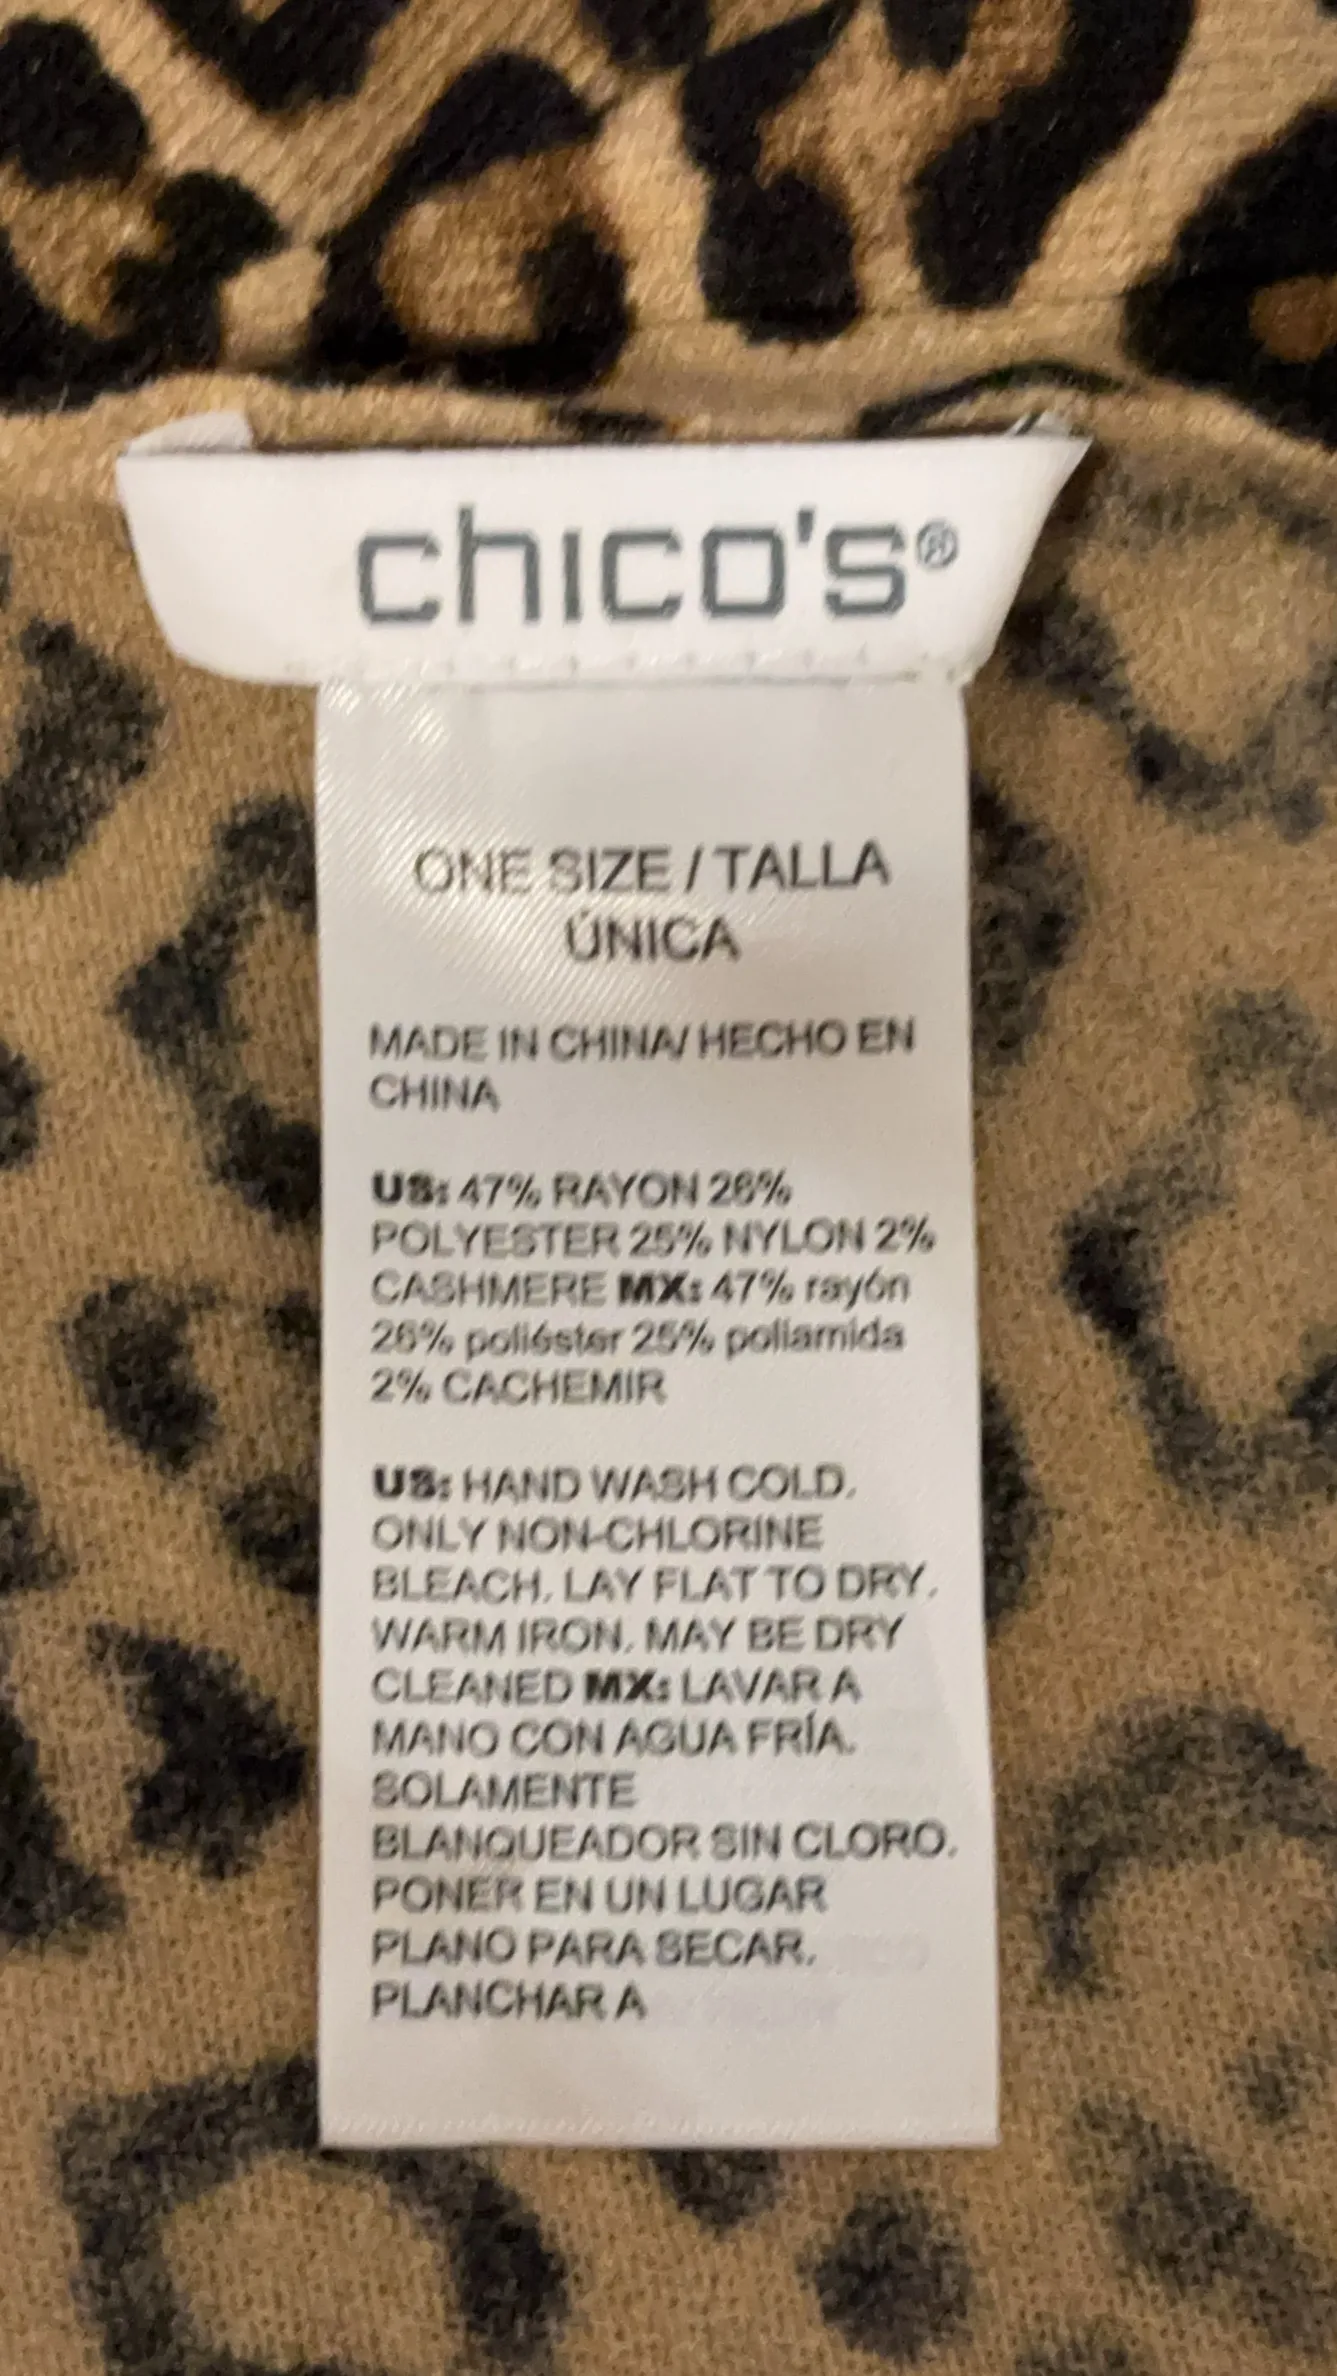 chico's®
ONE SIZE / TALLA
ÚNICA
MADE IN CHINA/ HECHO EN
CHINA
US: 47% RAYON 26%
POLYESTER 25% NYLON 2%
CASHMERE MX: 47% rayón
26% poliéster 25% poliamida
2% CACHEMIR
US: HAND WASH COLD.
ONLY NON-CHLORINE
BLEACH. LAY FLAT TO DRY.
WARM IRON. MAY BE DRY
CLEANED MX: LAVAR A
MANO CON AGUA FRÍA.
SOLAMENTE
BLANQUEADOR SIN CLORO.
PONER EN UN LUGAR
PLANO PARA SECAR.
PLANCHAR A